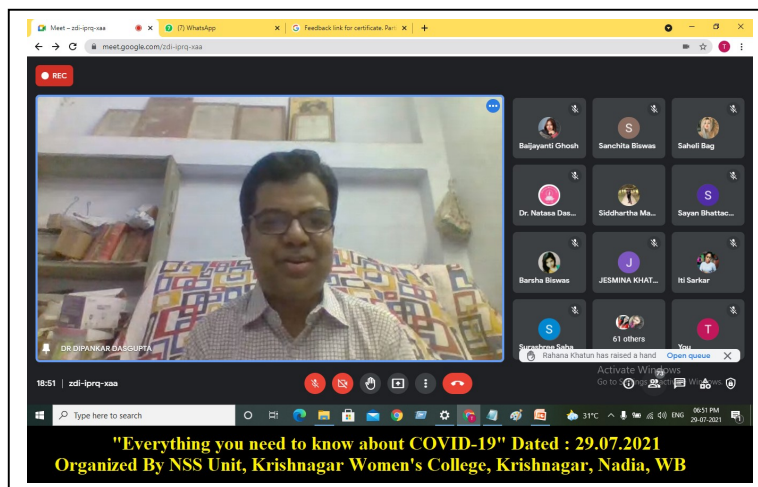 Meet – zdi-iprq-xaa
(7) WhatsApp
Feedback link for certificate. Part
meet.google.com/zdi-iprq-xaa
T
REC
Baijayanti Ghosh
S
Sanchita Biswas
Saheli Bag
Dr. Natasa Das...
Siddhartha Ma...
S
Sayan Bhattac...
Barsha Biswas
J
JESMINA KHAT...
Iti Sarkar
S
Surashree Saha
61 others
T
You
DR DIPANKAR DASGUPTA
Rahana Khatun has raised a hand Open queue
Activate Windows
73
18:51 | zdi-iprq-xaa
Type here to search
31°C
ENG
06:51 PM
29-07-2021
"Everything you need to know about COVID-19" Dated : 29.07.2021
Organized By NSS Unit, Krishnagar Women's College, Krishnagar, Nadia, WB